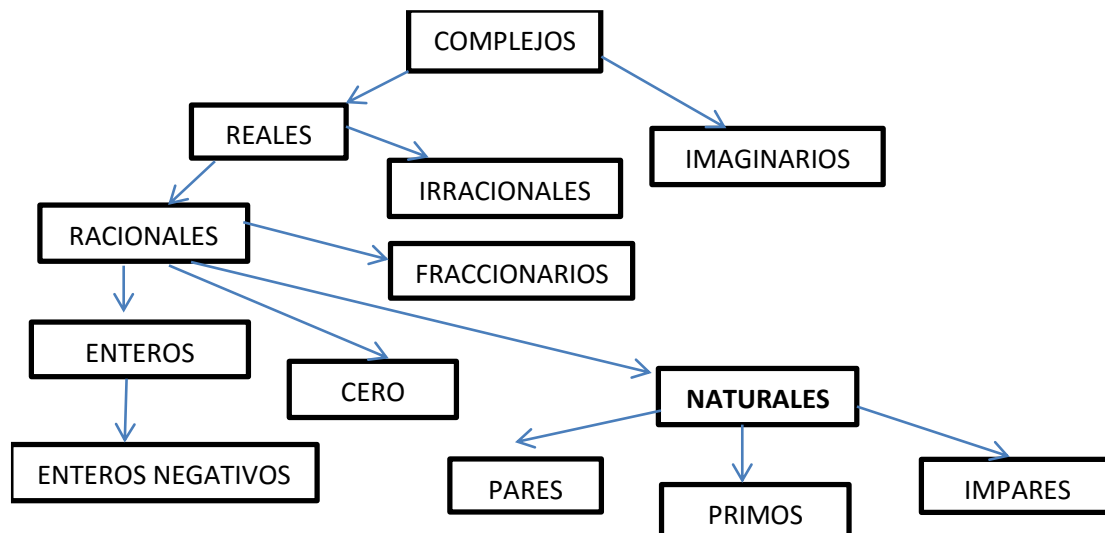 COMPLEJOS
REALES
IMAGINARIOS
IRRACIONALES
RACIONALES
FRACCIONARIOS
ENTEROS
CERO
NATURALES
ENTEROS NEGATIVOS
PARES
PRIMOS
IMPARES